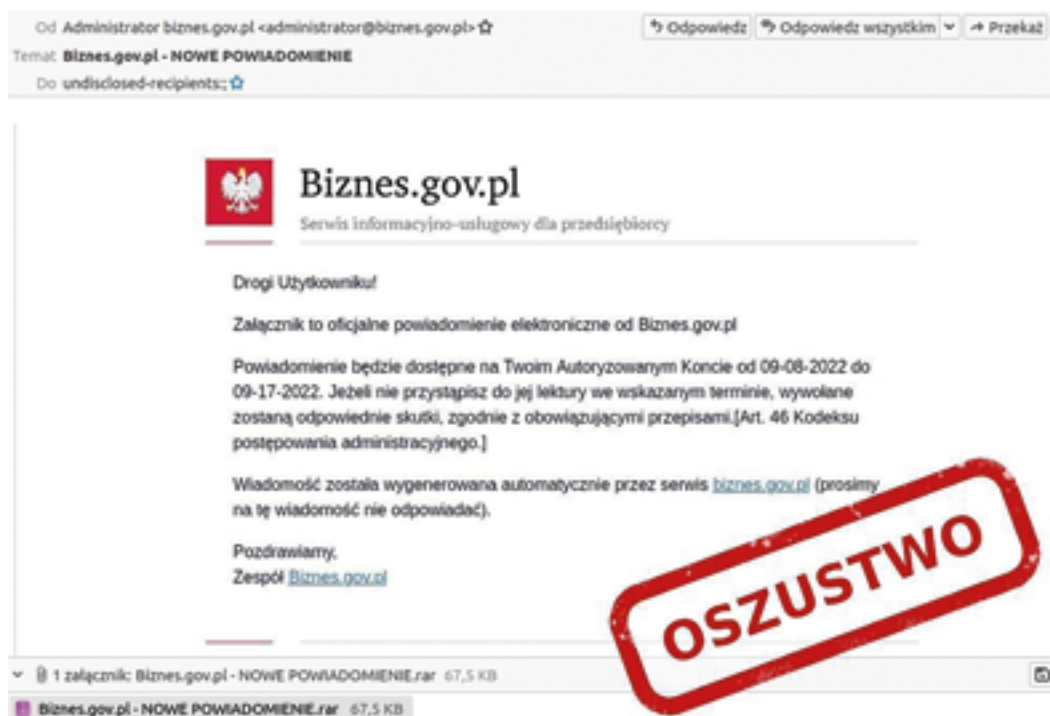 Od Administrator biznes.gov.pl <administrator@biznes.gov.pl>
Odpowiedz Odpowiedz wszystkim Przekaż
Temat Biznes.gov.pl - NOWE POWIADOMIENIE
Do undisclosed-recipients:;
Biznes.gov.pl
Serwis informacyjno-usługowy dla przedsiębiorcy
Drogi Użytkowniku!
Załącznik to oficjalne powiadomienie elektroniczne od Biznes.gov.pl
Powiadomienie będzie dostępne na Twoim Autoryzowanym Koncie od 09-08-2022 do
09-17-2022. Jeżeli nie przystąpisz do jej lektury we wskazanym terminie, wywołane
zostaną odpowiednie skutki, zgodnie z obowiązującymi przepisami.[Art. 46 Kodeksu
postępowania administracyjnego.]
Wiadomość została wygenerowana automatycznie przez serwis biznes.gov.pl (prosimy
na tę wiadomość nie odpowiadać).
Pozdrawiamy,
Zespół Biznes.gov.pl
OSZUSTWO
1 załącznik: Biznes.gov.pl - NOWE POWIADOMIENIE.rar 67,5 KB
Biznes.gov.pl - NOWE POWIADOMIENIE.rar 67,5 KB